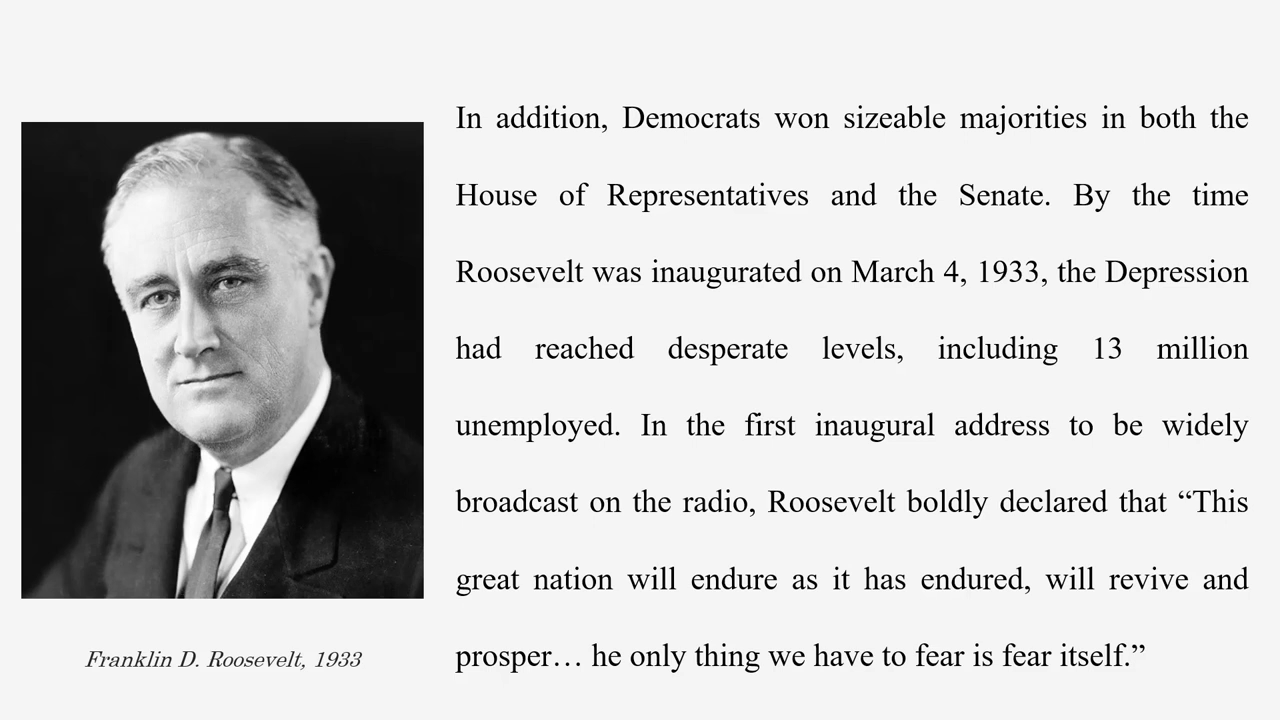 In addition, Democrats won sizeable majorities in both the
House of Representatives and the Senate. By the time
Roosevelt was inaugurated on March 4, 1933, the Depression
had reached desperate levels, including 13 million
unemployed. In the first inaugural address to be widely
broadcast on the radio, Roosevelt boldly declared that “This
great nation will endure as it has endured, will revive and
prosper… he only thing we have to fear is fear itself.”
Franklin D. Roosevelt, 1933